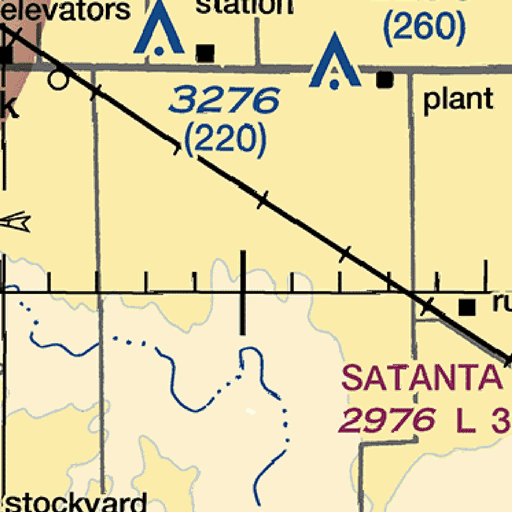 elevators
station
(260)
3276
(220)
plant
k
SATANTA
2976 L 3
stockyard